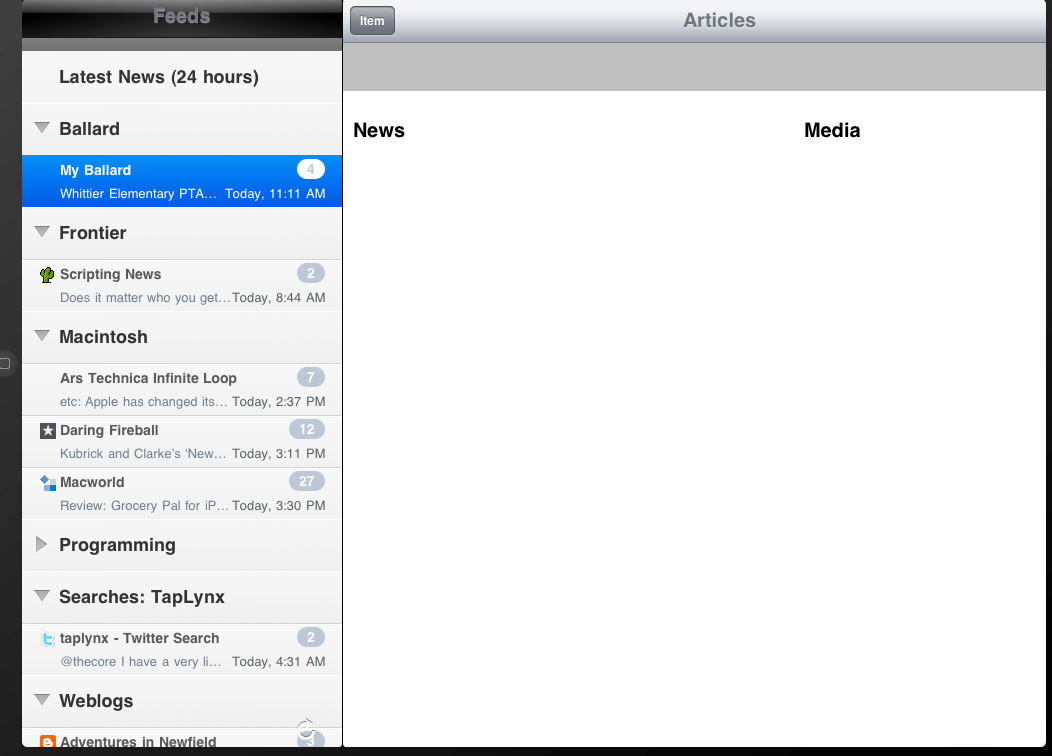 Feeds
Latest News (24 hours)
Ballard
My Ballard 4
Whittier Elementary PTA... Today, 11:11 AM
Frontier
Scripting News 2
Does it matter who you get... Today, 8:44 AM
Macintosh
Ars Technica Infinite Loop 7
etc: Apple has changed its... Today, 2:37 PM
Daring Fireball 12
Kubrick and Clarke's ‘New... Today, 3:11 PM
Macworld 27
Review: Grocery Pal for iP... Today, 3:30 PM
Programming
Searches: TapLynx
taplynx - Twitter Search 2
@thecore I have a very li... Today, 4:31 AM
Weblogs
Adventures in Newfield 3
Item
Articles
News
Media